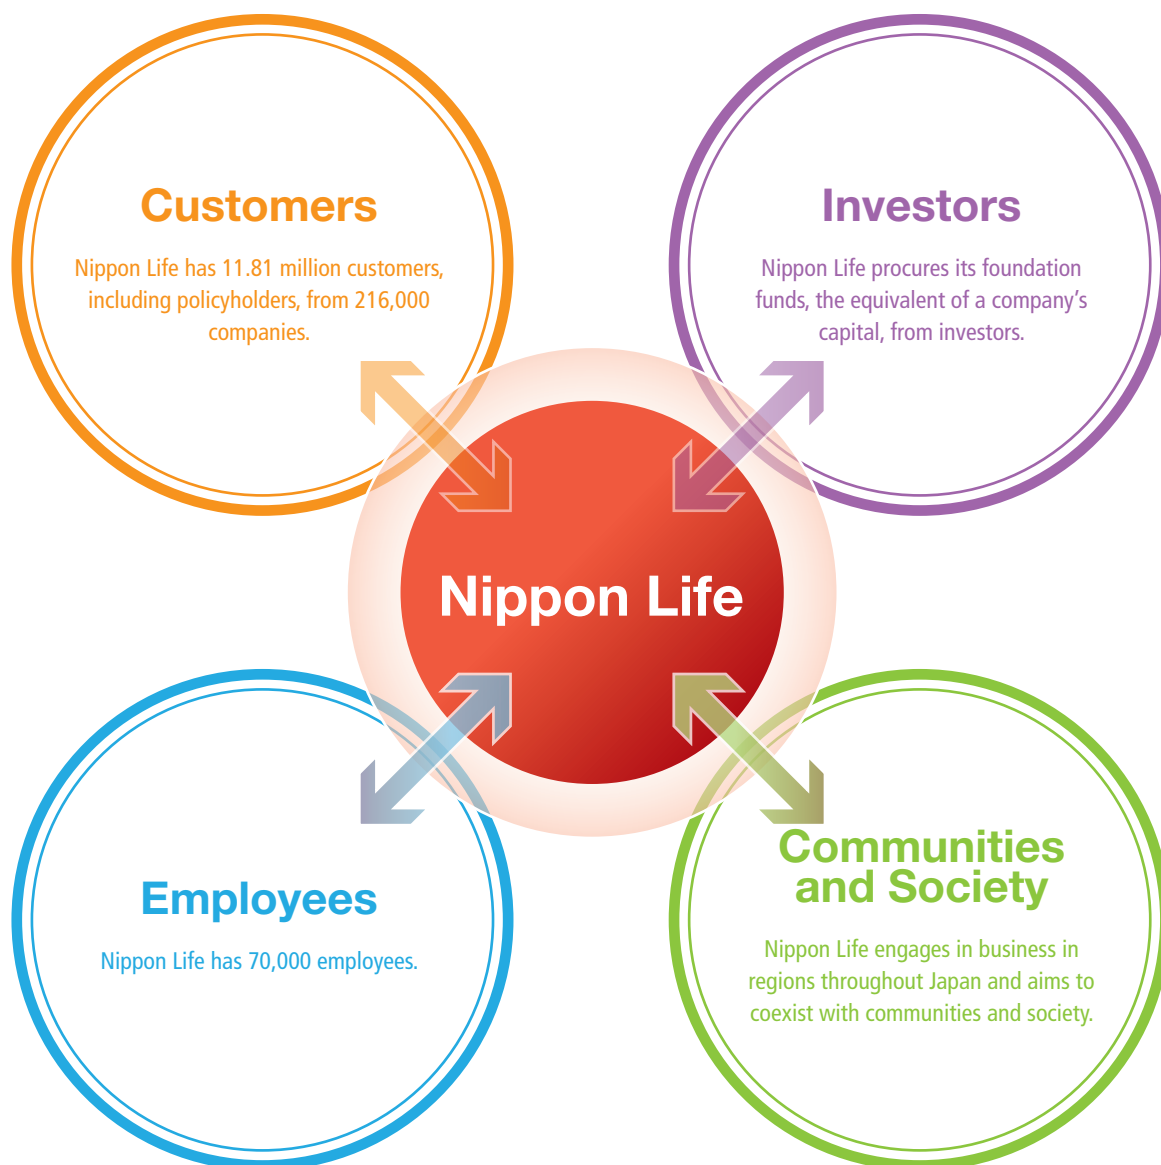 Customers
Nippon Life has 11.81 million customers,
including policyholders, from 216,000
companies.
Investors
Nippon Life procures its foundation
funds, the equivalent of a company’s
capital, from investors.
Nippon Life
Employees
Nippon Life has 70,000 employees.
Communities
and Society
Nippon Life engages in business in
regions throughout Japan and aims to
coexist with communities and society.